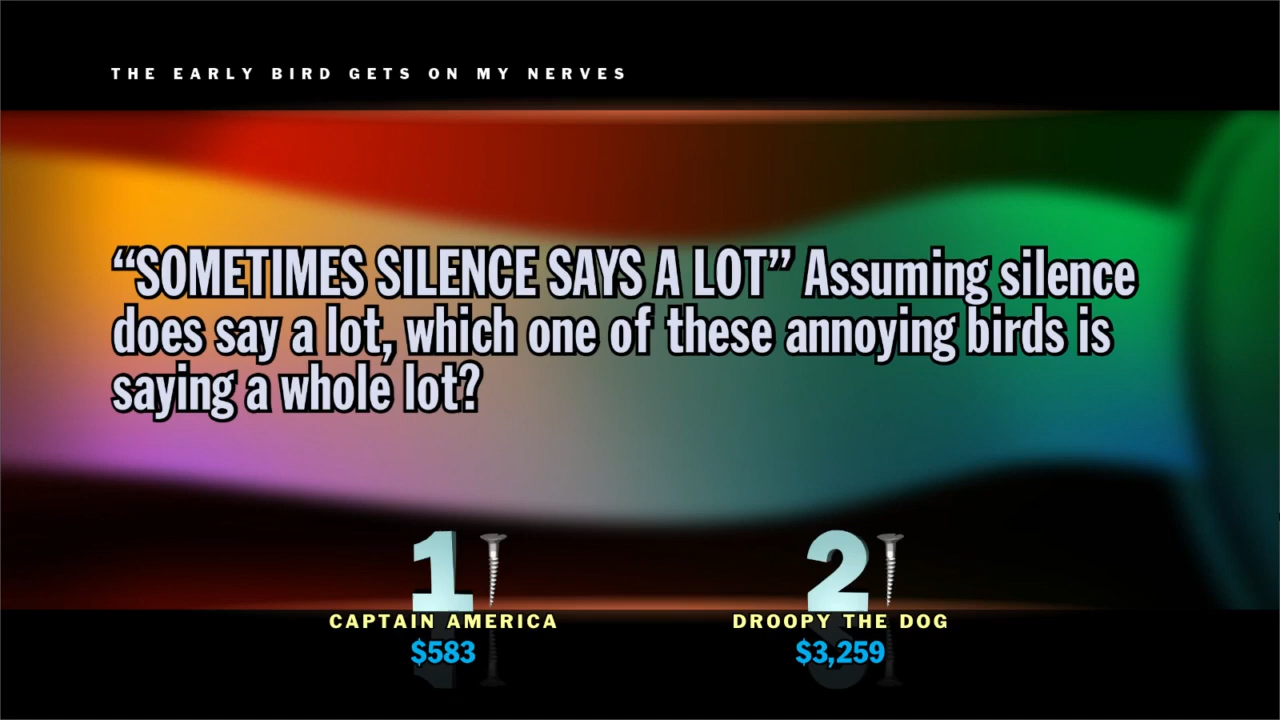 THE EARLY BIRD GETS ON MY NERVES
“SOMETIMES SILENCE SAYS A LOT” Assuming silence
does say a lot, which one of these annoying birds is
saying a whole lot?
1 2
CAPTAIN AMERICA DROOPY THE DOG
$583 $3,259